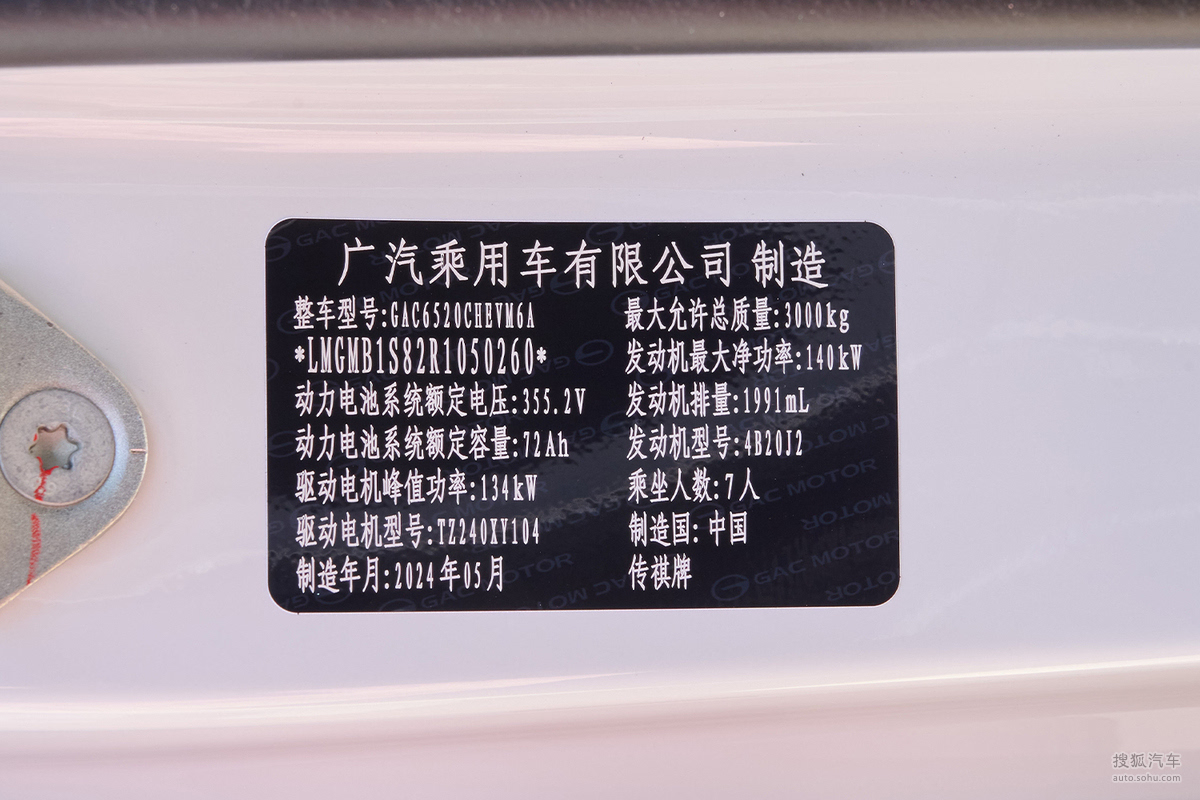 广汽乘用车有限公司 制造
整车型号:GAC6520CHEVM6A
最大允许总质量:3000kg
*LMGMB1S82R1050260*
发动机最大净功率:140kW
动力电池系统额定电压:355.2V
发动机排量:1991mL
动力电池系统额定容量:72Ah
发动机型号:4B20J2
驱动电机峰值功率:134kW
乘坐人数:7人
驱动电机型号:TZ240XY104
制造国:中国
制造年月:2024年05月
传祺牌
GAC MOTOR
搜狐汽车
auto.sohu.com